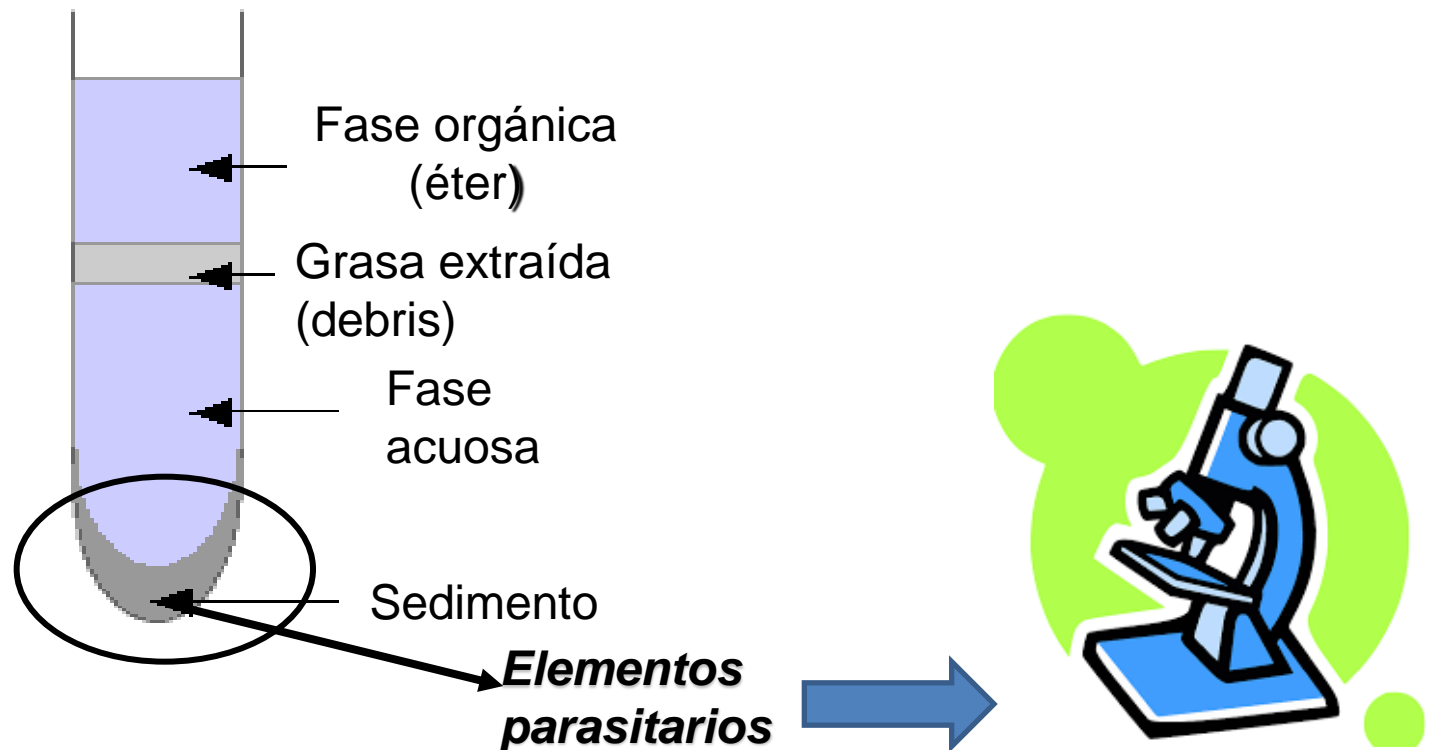 Fase orgánica
(éter)
Grasa extraída
(debris)
Fase
acuosa
Sedimento
Elementos
parasitarios